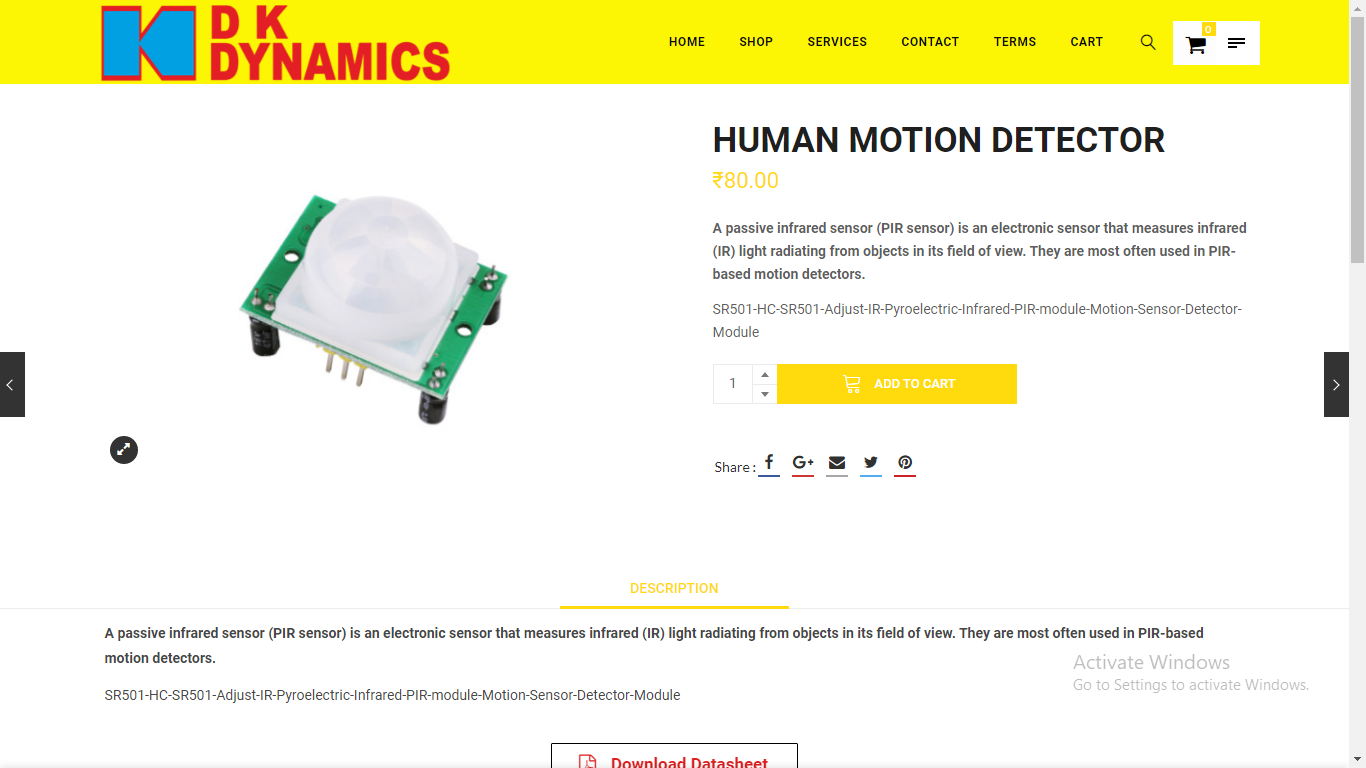 D K
DYNAMICS
HOME SHOP SERVICES CONTACT TERMS CART
0
HUMAN MOTION DETECTOR
₹80.00
A passive infrared sensor (PIR sensor) is an electronic sensor that measures infrared
(IR) light radiating from objects in its field of view. They are most often used in PIR-
based motion detectors.
SR501-HC-SR501-Adjust-IR-Pyroelectric-Infrared-PIR-module-Motion-Sensor-Detector-
Module
1 ADD TO CART
Share :
DESCRIPTION
A passive infrared sensor (PIR sensor) is an electronic sensor that measures infrared (IR) light radiating from objects in its field of view. They are most often used in PIR-based
motion detectors.
SR501-HC-SR501-Adjust-IR-Pyroelectric-Infrared-PIR-module-Motion-Sensor-Detector-Module
Activate Windows
Go to Settings to activate Windows.
Download Datasheet